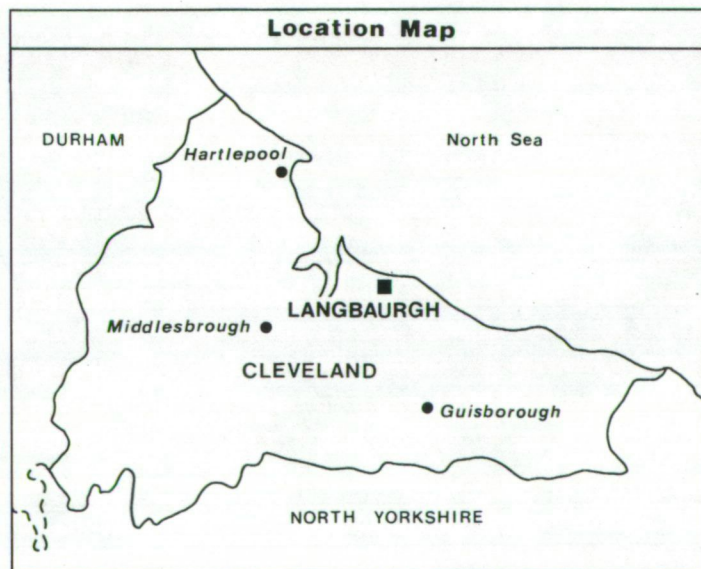 Location Map
DURHAM
North Sea
Hartlepool
LANGBAURGH
Middlesbrough
CLEVELAND
Guisborough
NORTH YORKSHIRE